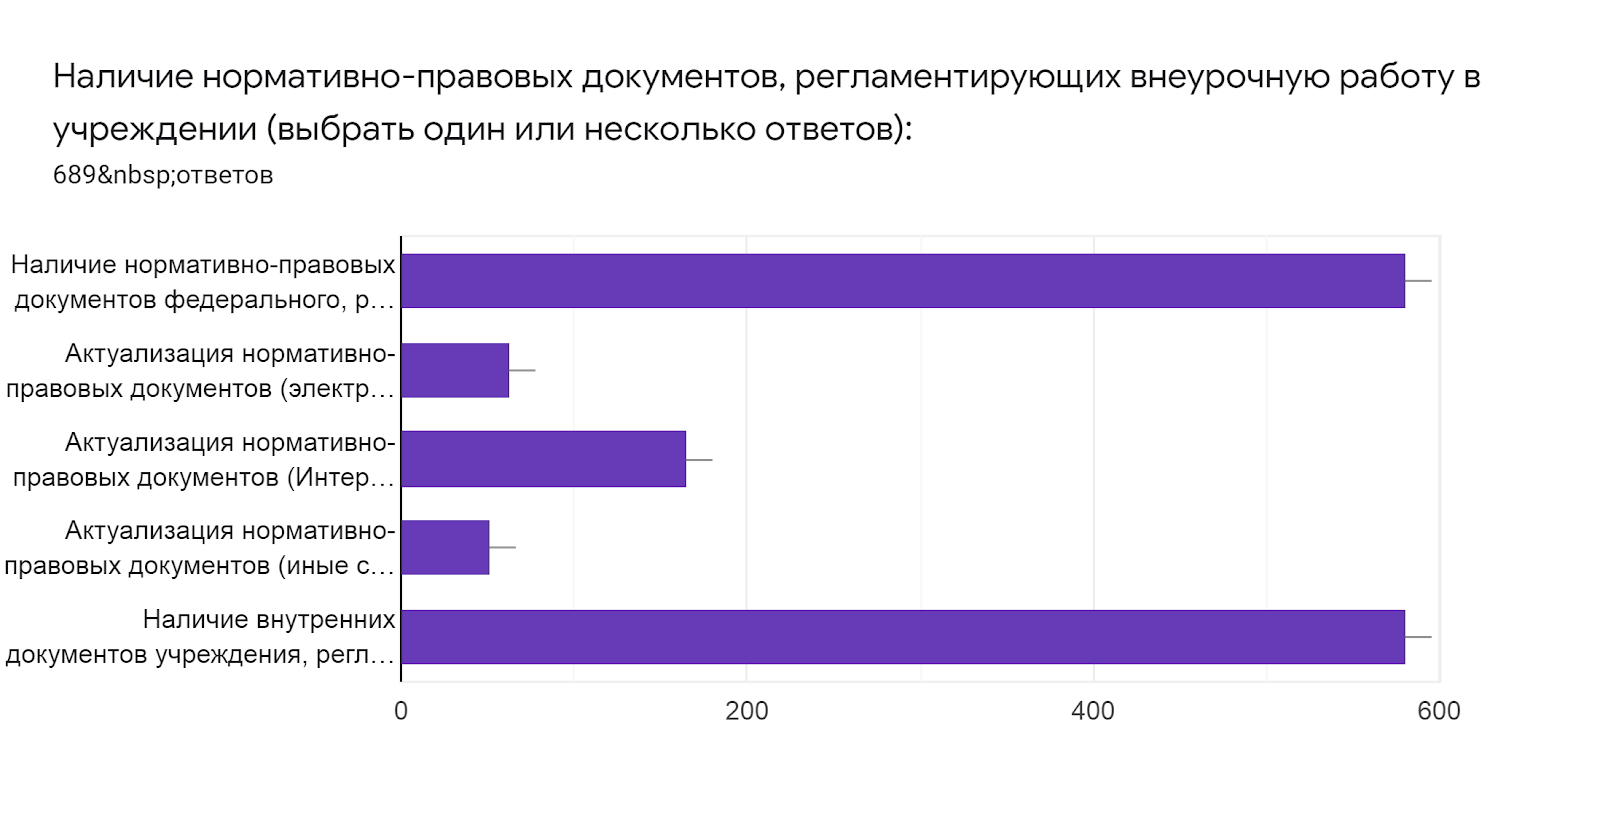 Наличие нормативно-правовых документов, регламентирующих внеурочную работу в
учреждении (выбрать один или несколько ответов):
689&nbsp;ответов
Наличие нормативно-правовых
документов федерального, р…
Актуализация нормативно-
правовых документов (электр…
Актуализация нормативно-
правовых документов (Интер…
Актуализация нормативно-
правовых документов (иные с…
Наличие внутренних
документов учреждения, регл…
0 200 400 600